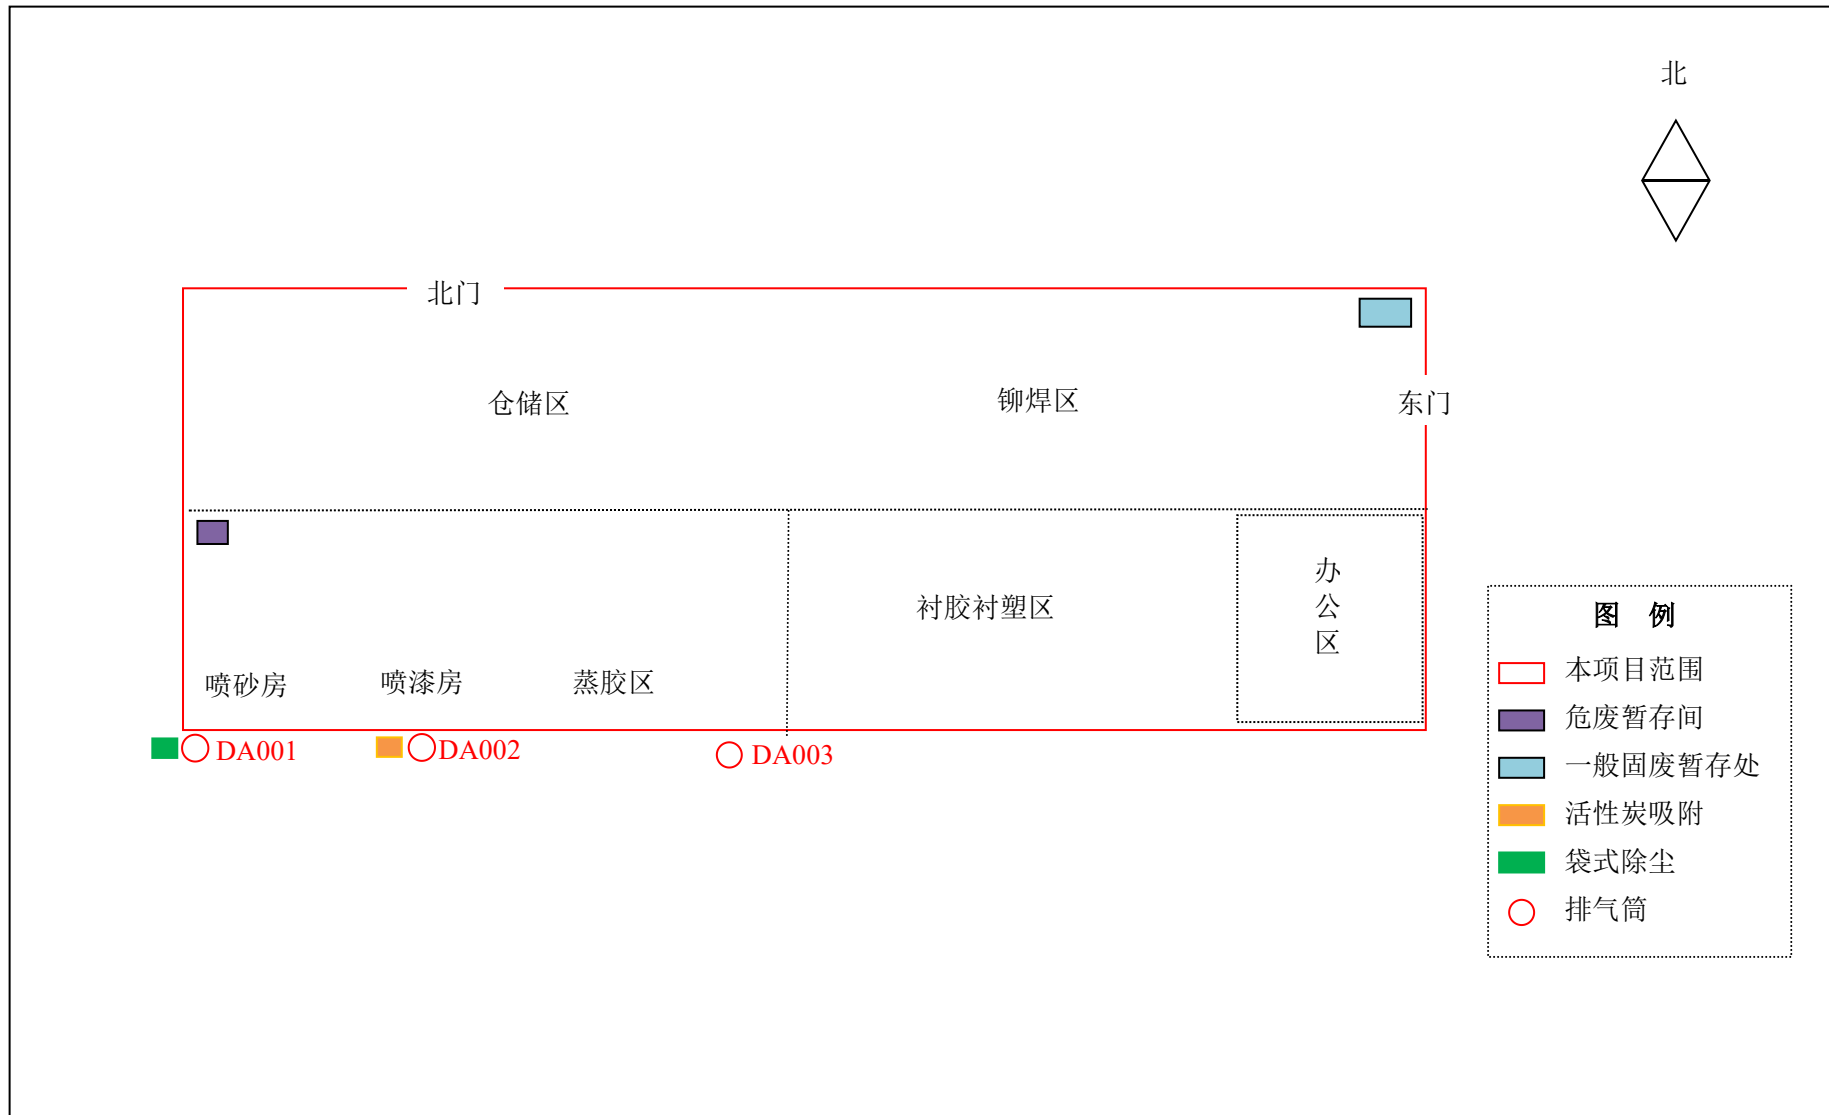 北
北门
仓储区
铆焊区
东门
衬胶衬塑区
办
公
区
喷砂房
喷漆房
蒸胶区
DA001
DA002
DA003
图 例
本项目范围
危废暂存间
一般固废暂存处
活性炭吸附
袋式除尘
排气筒